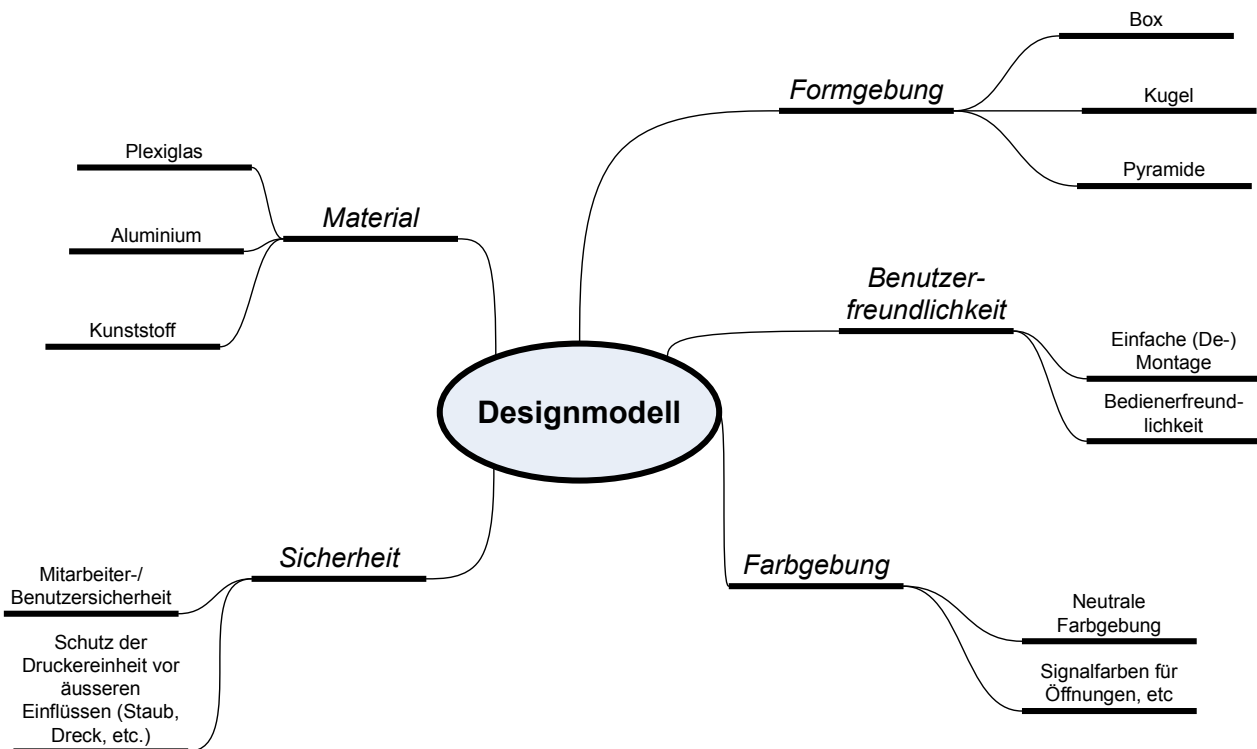 Designmodell
Formgebung
Box
Kugel
Pyramide
Material
Plexiglas
Aluminium
Kunststoff
Benutzer-
freundlichkeit
Einfache (De-)
Montage
Bedienerfreund-
lichkeit
Sicherheit
Mitarbeiter-/
Benutzersicherheit
Schutz der
Druckereinheit vor
äusseren
Einflüssen (Staub,
Dreck, etc.)
Farbgebung
Neutrale
Farbgebung
Signalfarben für
Öffnungen, etc